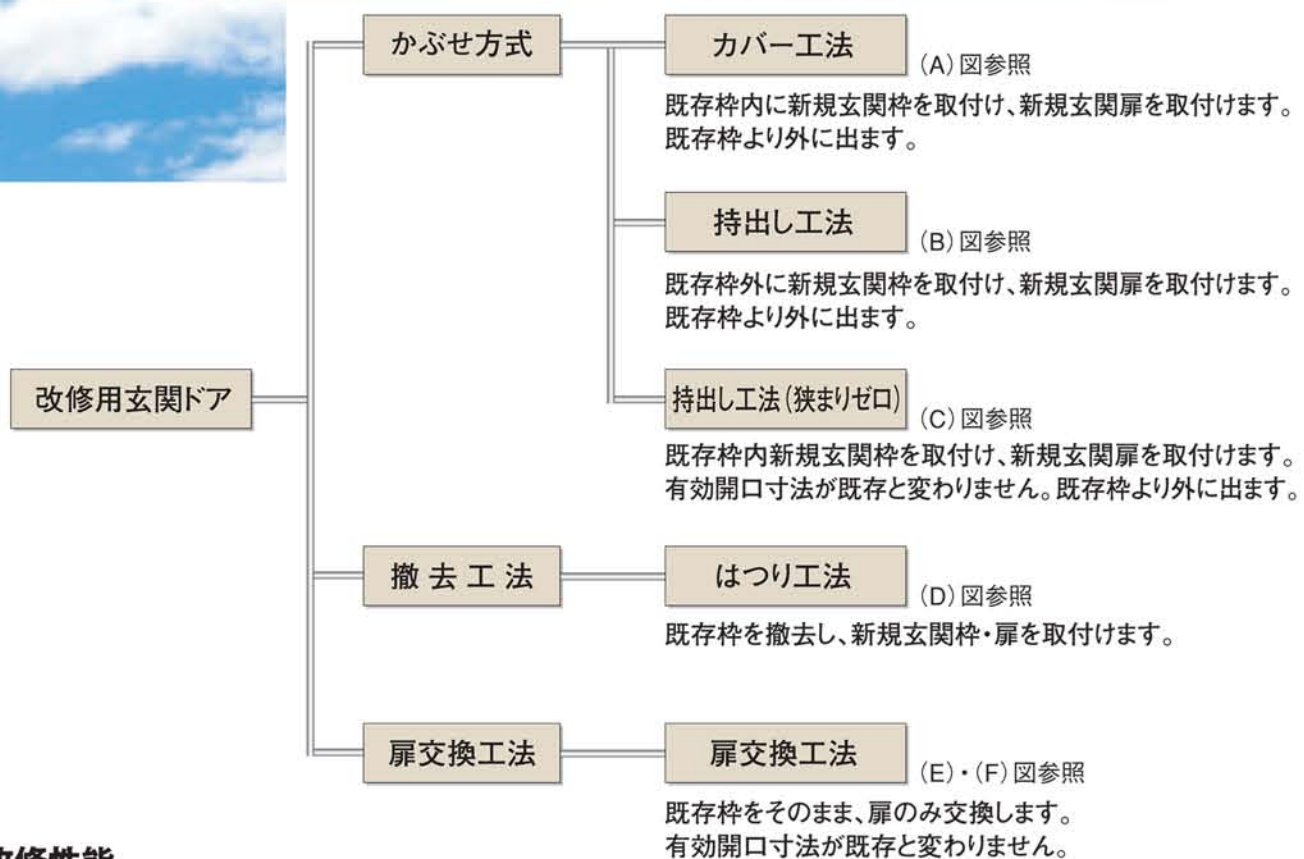 かぶせ方式
カバー工法
(A)図参照
既存枠内に新規玄関枠を取付け、新規玄関扉を取付けます。
既存枠より外に出ます。
持出し工法
(B)図参照
既存枠外に新規玄関枠を取付け、新規玄関扉を取付けます。
既存枠より外に出ます。
改修用玄関ドア
持出し工法(狭まりゼロ)
(C)図参照
既存枠内新規玄関枠を取付け、新規玄関扉を取付けます。
有効開口寸法が既存と変わりません。既存枠より外に出ます。
撤去工法
はつり工法
(D)図参照
既存枠を撤去し、新規玄関枠・扉を取付けます。
扉交換工法
扉交換工法
(E)・(F)図参照
既存枠をそのまま、扉のみ交換します。
有効開口寸法が既存と変わりません。